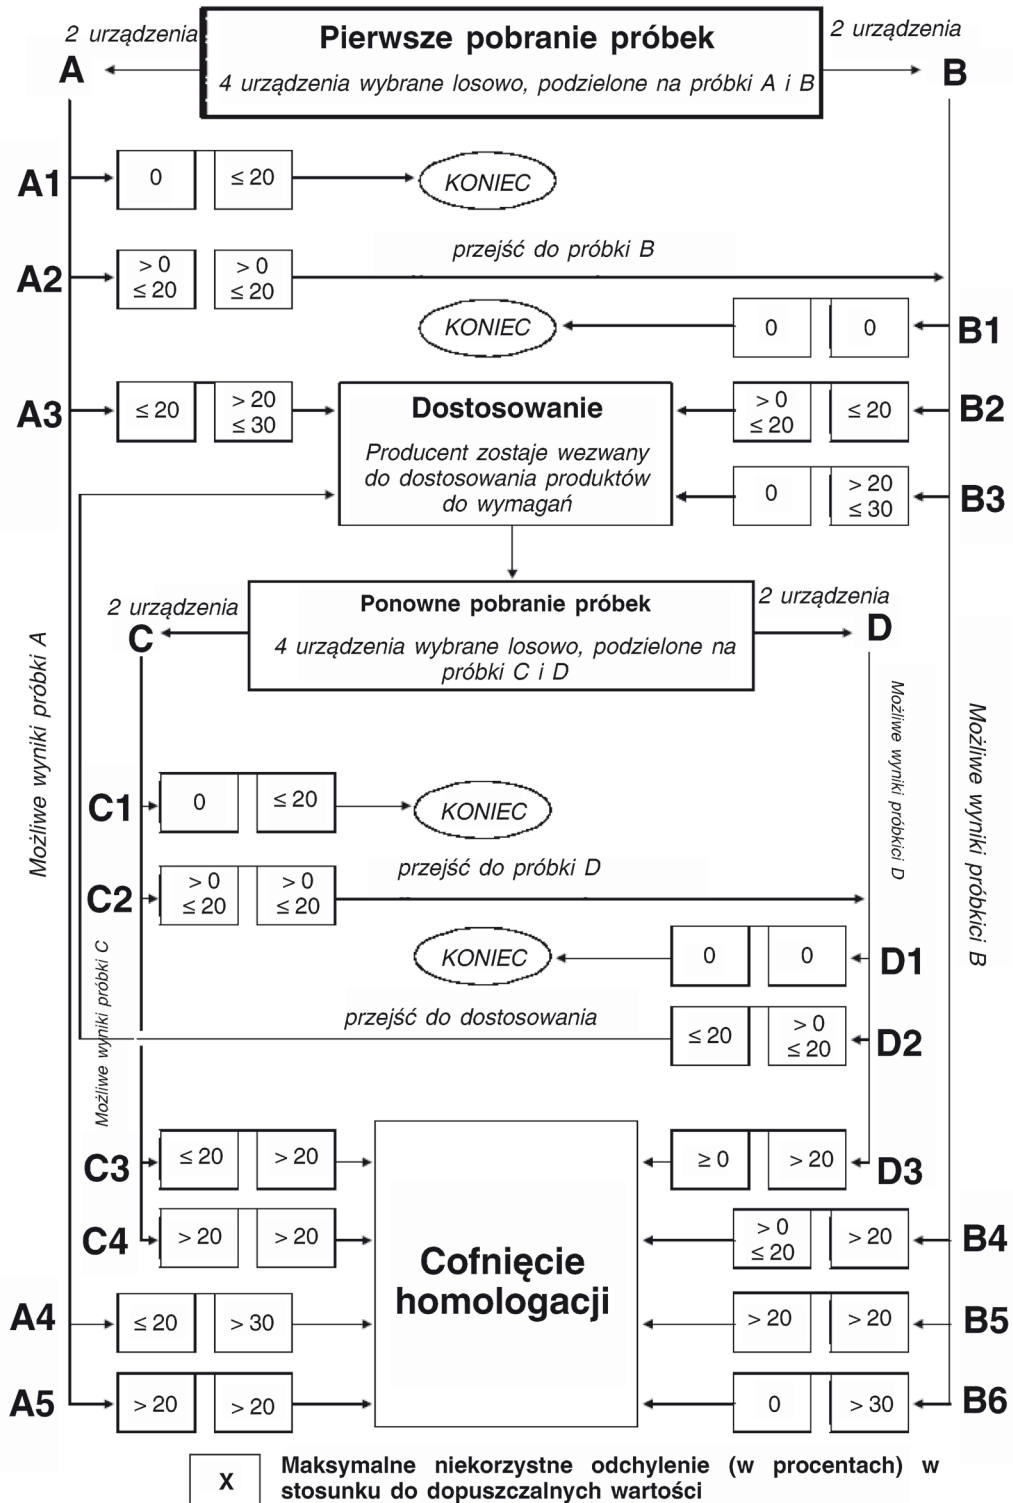 2 urządzenia
Pierwsze pobranie próbek
2 urządzenia
A
4 urządzenia wybrane losowo, podzielone na próbki A i B
B
A1
0
≤ 20
KONIEC
przejść do próbki B
A2
> 0
≤ 20
> 0
≤ 20
KONIEC
0
0
B1
A3
≤ 20
> 20
≤ 30
Dostosowanie
Producent zostaje wezwany
do dostosowania produktów
do wymagań
> 0
≤ 20
≤ 20
B2
0
> 20
≤ 30
B3
2 urządzenia
Ponowne pobranie próbek
2 urządzenia
C
4 urządzenia wybrane losowo, podzielone na
próbki C i D
D
Możliwe wyniki próbki A
Możliwe wyniki próbkici D
Możliwe wyniki próbkici B
C1
0
≤ 20
KONIEC
przejść do próbki D
C2
> 0
≤ 20
> 0
≤ 20
Możliwe wyniki próbki C
KONIEC
0
0
D1
przejść do dostosowania
≤ 20
> 0
≤ 20
D2
C3
≤ 20
> 20
≥ 0
> 20
D3
C4
> 20
> 20
Cofnięcie
homologacji
> 0
≤ 20
> 20
B4
A4
≤ 20
> 30
> 20
> 20
B5
A5
> 20
> 20
0
> 30
B6
X
Maksymalne niekorzystne odchylenie (w procentach) w
stosunku do dopuszczalnych wartości